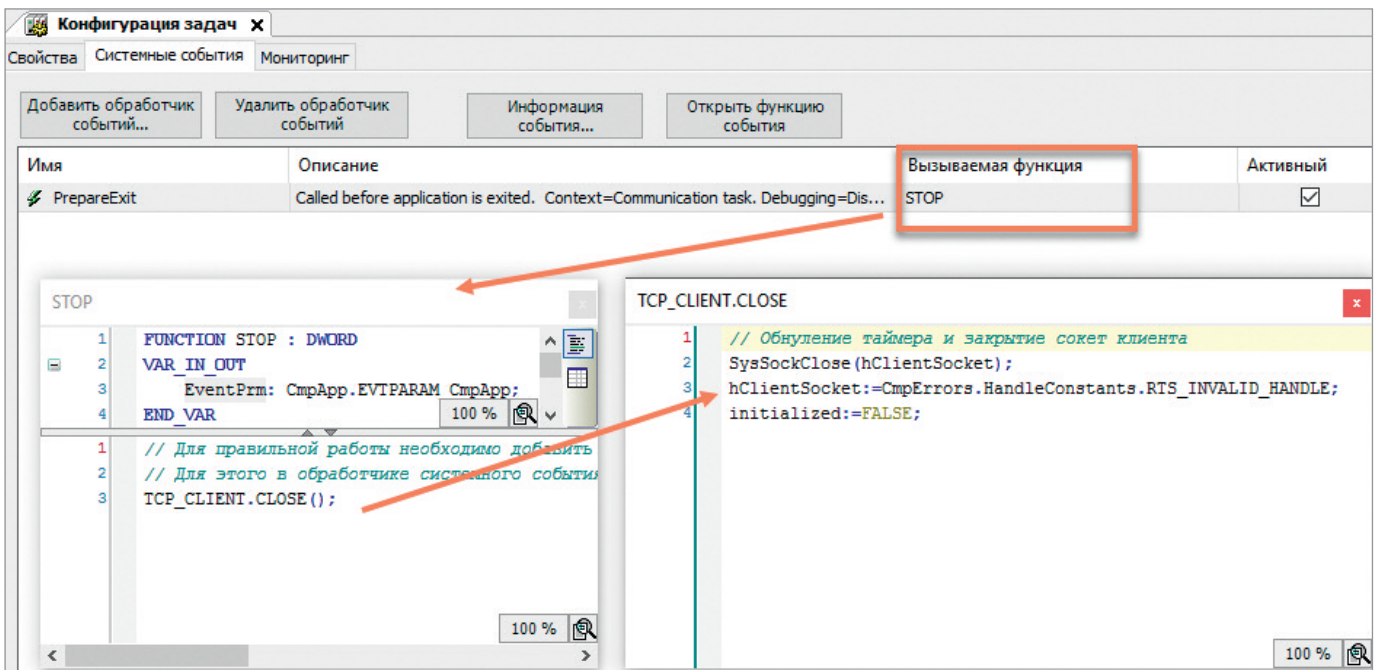 Конфигурация задач X
Свойства Системные события Мониторинг
Добавить обработчик событий...
Удалить обработчик событий
Информация события...
Открыть функцию события
Имя Описание Вызываемая функция Активный
PrepareExit Called before application is exited. Context=Communication task. Debugging=Dis... STOP
STOP x
1 FUNCTION STOP : DWORD
2 VAR_IN_OUT
3 EventPrm: CmpApp.EVTPARAM_CmpApp;
4 END_VAR
100 %
1 // Для правильной работы необходимо добавить
2 // Для этого в обработчике системного события
3 TCP_CLIENT.CLOSE();
100 %
TCP_CLIENT.CLOSE x
1 // Обнуление таймера и закрытие сокет клиента
2 SysSockClose(hClientSocket);
3 hClientSocket:=CmpErrors.HandleConstants.RTS_INVALID_HANDLE;
4 initialized:=FALSE;
100 %